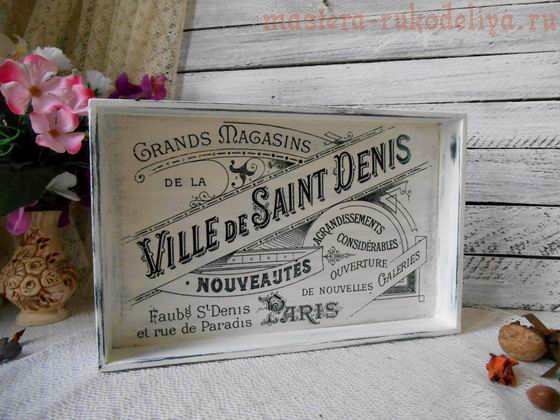 mastera-rukodeliya.ru
GRANDS MAGASINS
DE LA
VILLE DE SAINT DENIS
NOUVEAUTÉS
AGRANDISSEMENTS
CONSIDÉRABLES
OUVERTURE
DE NOUVELLES GALERIES
Faubg St Denis
et rue de Paradis
PARIS